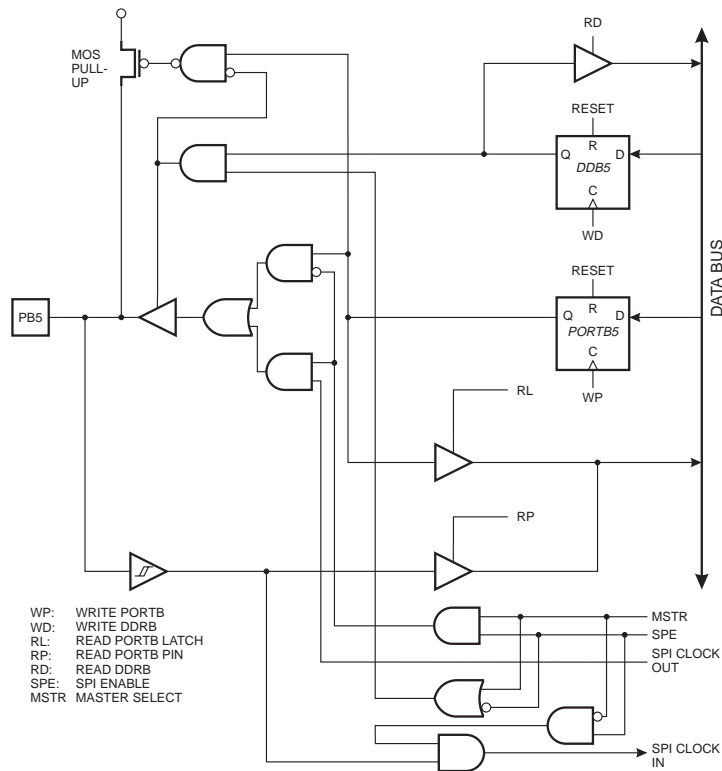 RD
MOS
PULL-
UP
RESET
R
Q
D
DDB5
C
WD
DATA BUS
RESET
R
Q
D
PORTB5
C
WP
PB5
RL
RP
WP: WRITE PORTB
WD: WRITE DDRB
RL: READ PORTB LATCH
RP: READ PORTB PIN
RD: READ DDRB
SPE: SPI ENABLE
MSTR MASTER SELECT
MSTR
SPE
SPI CLOCK
OUT
SPI CLOCK
IN